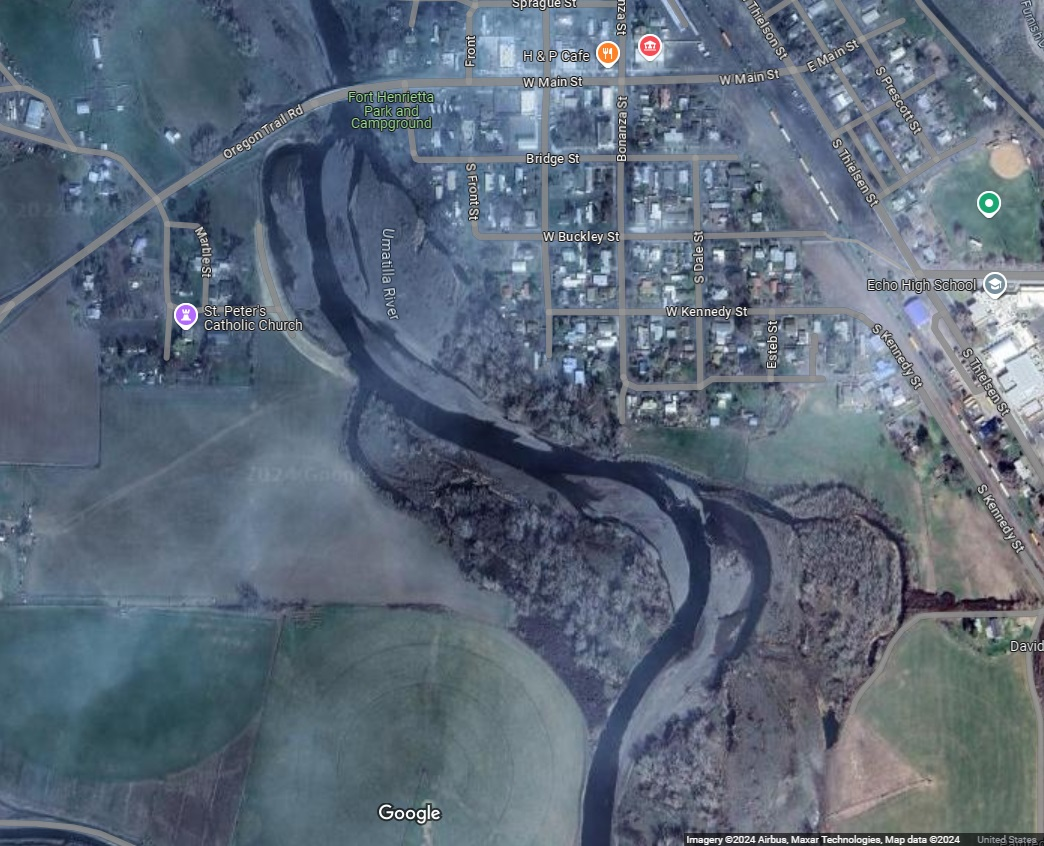 Sprague St
Front
Bonanza St
S Thielsen St
H & P Cafe
W Main St
W Main St
E Main St
Fort Henrietta
Park and
Campground
Oregon Trail Rd
S Prescott St
Bridge St
S Thielsen St
S Front St
Marble St
Umatilla River
W Buckley St
S Dale St
Echo High School
St. Peter's
Catholic Church
W Kennedy St
Esteb St
S Kennedy St
S Thielsen St
2024 Google
S Kennedy St
David
Google
Imagery ©2024 Airbus, Maxar Technologies, Map data ©2024 United States